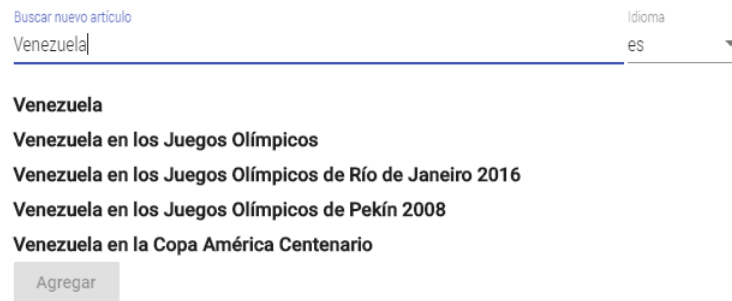 Buscar nuevo artículo
Idioma
Venezuela
es
Venezuela
Venezuela en los Juegos Olímpicos
Venezuela en los Juegos Olímpicos de Río de Janeiro 2016
Venezuela en los Juegos Olímpicos de Pekín 2008
Venezuela en la Copa América Centenario
Agregar